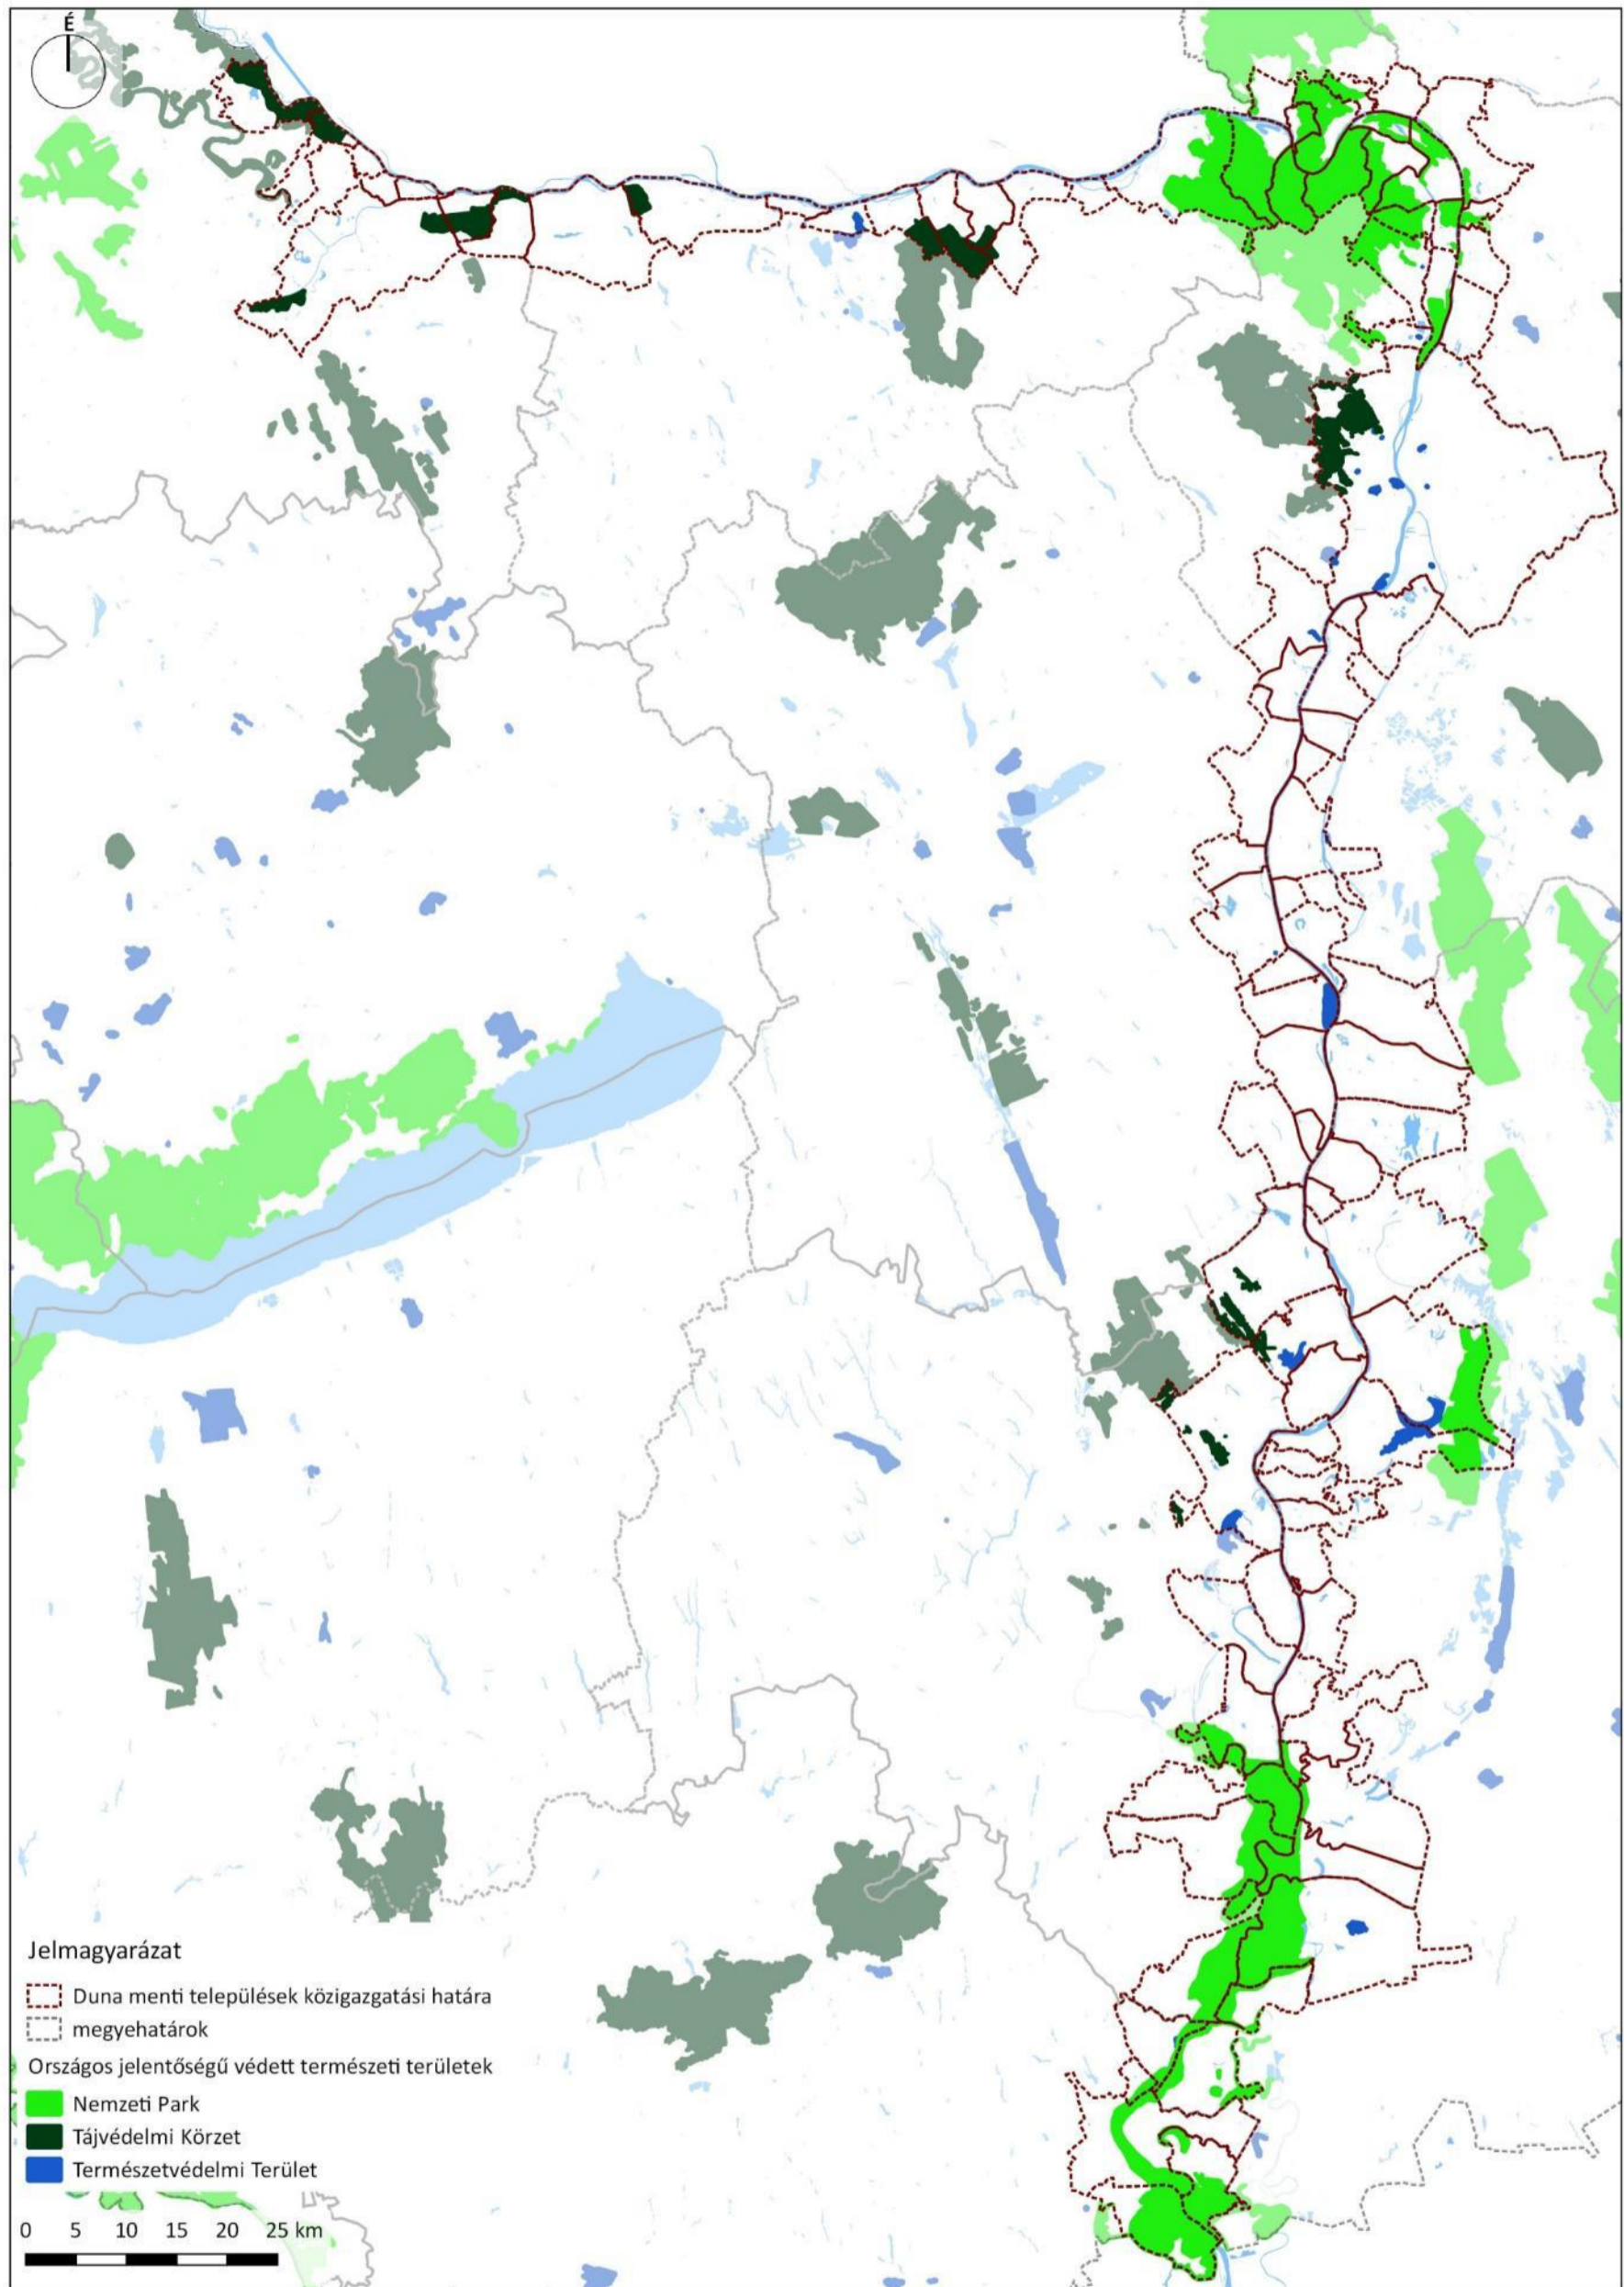 É
Jelmagyarázat
Duna menti települések közigazgatási határa
megyehatárok
Országos jelentőségű védett természeti területek
Nemzeti Park
Tájvédelmi Körzet
Természetvédelmi Terület
0 5 10 15 20 25 km